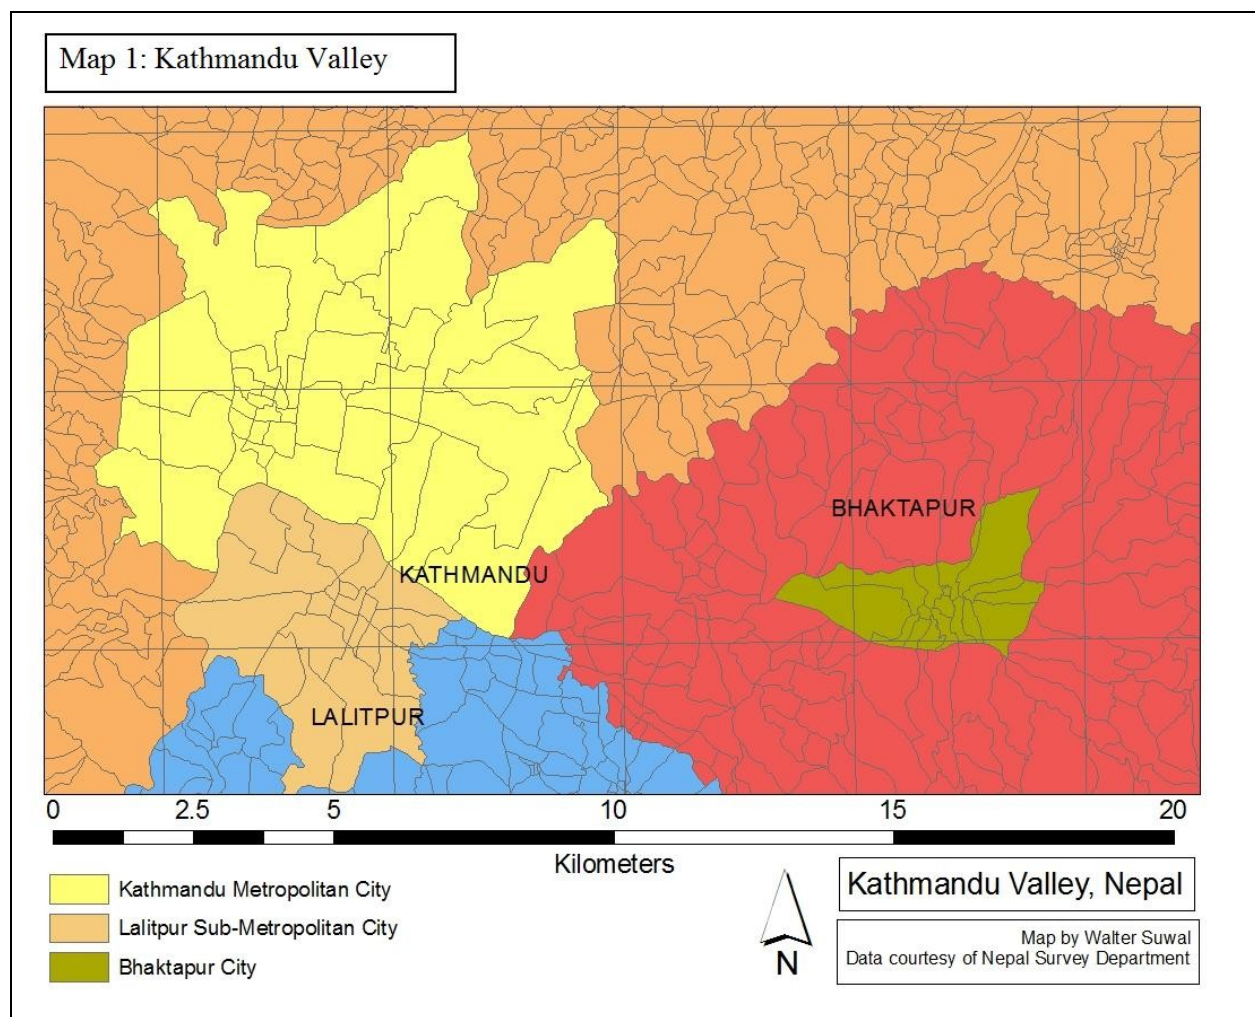 Map 1: Kathmandu Valley
BHAKTAPUR
KATHMANDU
LALITPUR
0 2.5 5 10 15 20
Kilometers
Kathmandu Metropolitan City
Lalitpur Sub-Metropolitan City
Bhaktapur City
N
Kathmandu Valley, Nepal
Map by Walter Suwal
Data courtesy of Nepal Survey Department